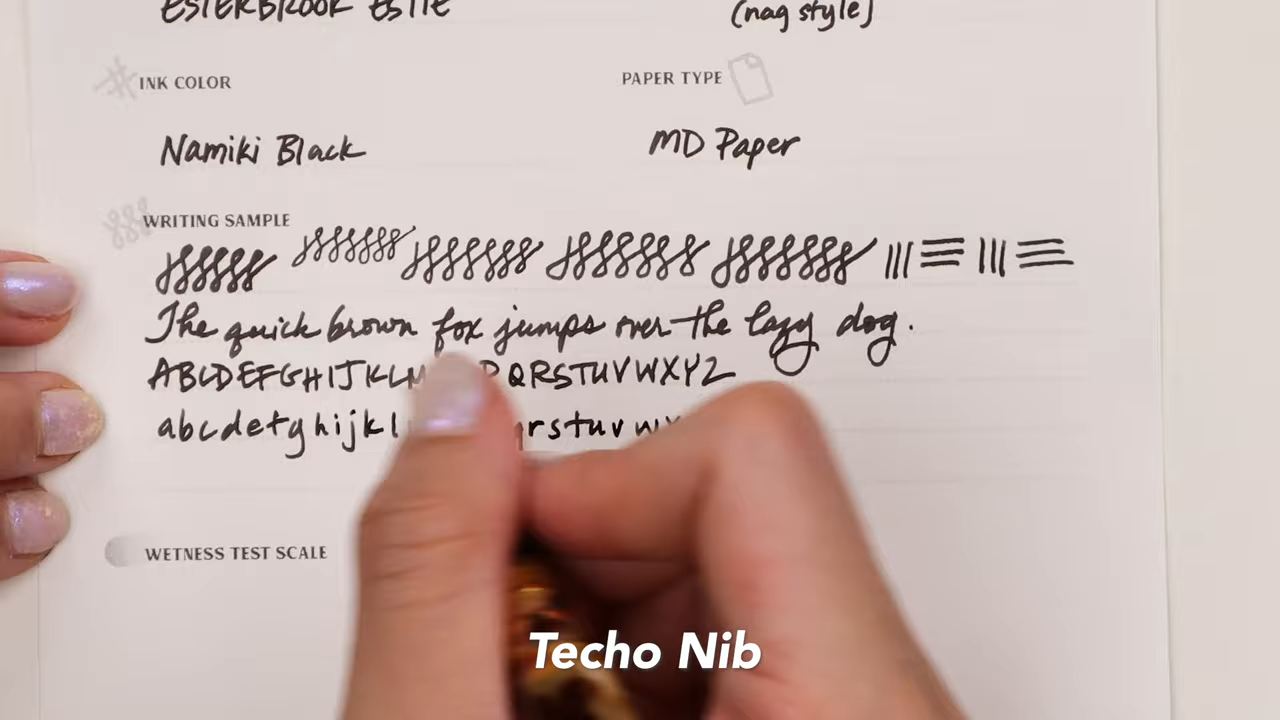 ESTERBROOK ESTIE
(nag style)
INK COLOR
PAPER TYPE
Namiki Black
MD Paper
WRITING SAMPLE
The quick brown fox jumps over the lazy dog.
ABCDEFGHIJKLM PQRSTUVWXYZ
abcdefghijkl rstuv
WETNESS TEST SCALE
Techo Nib